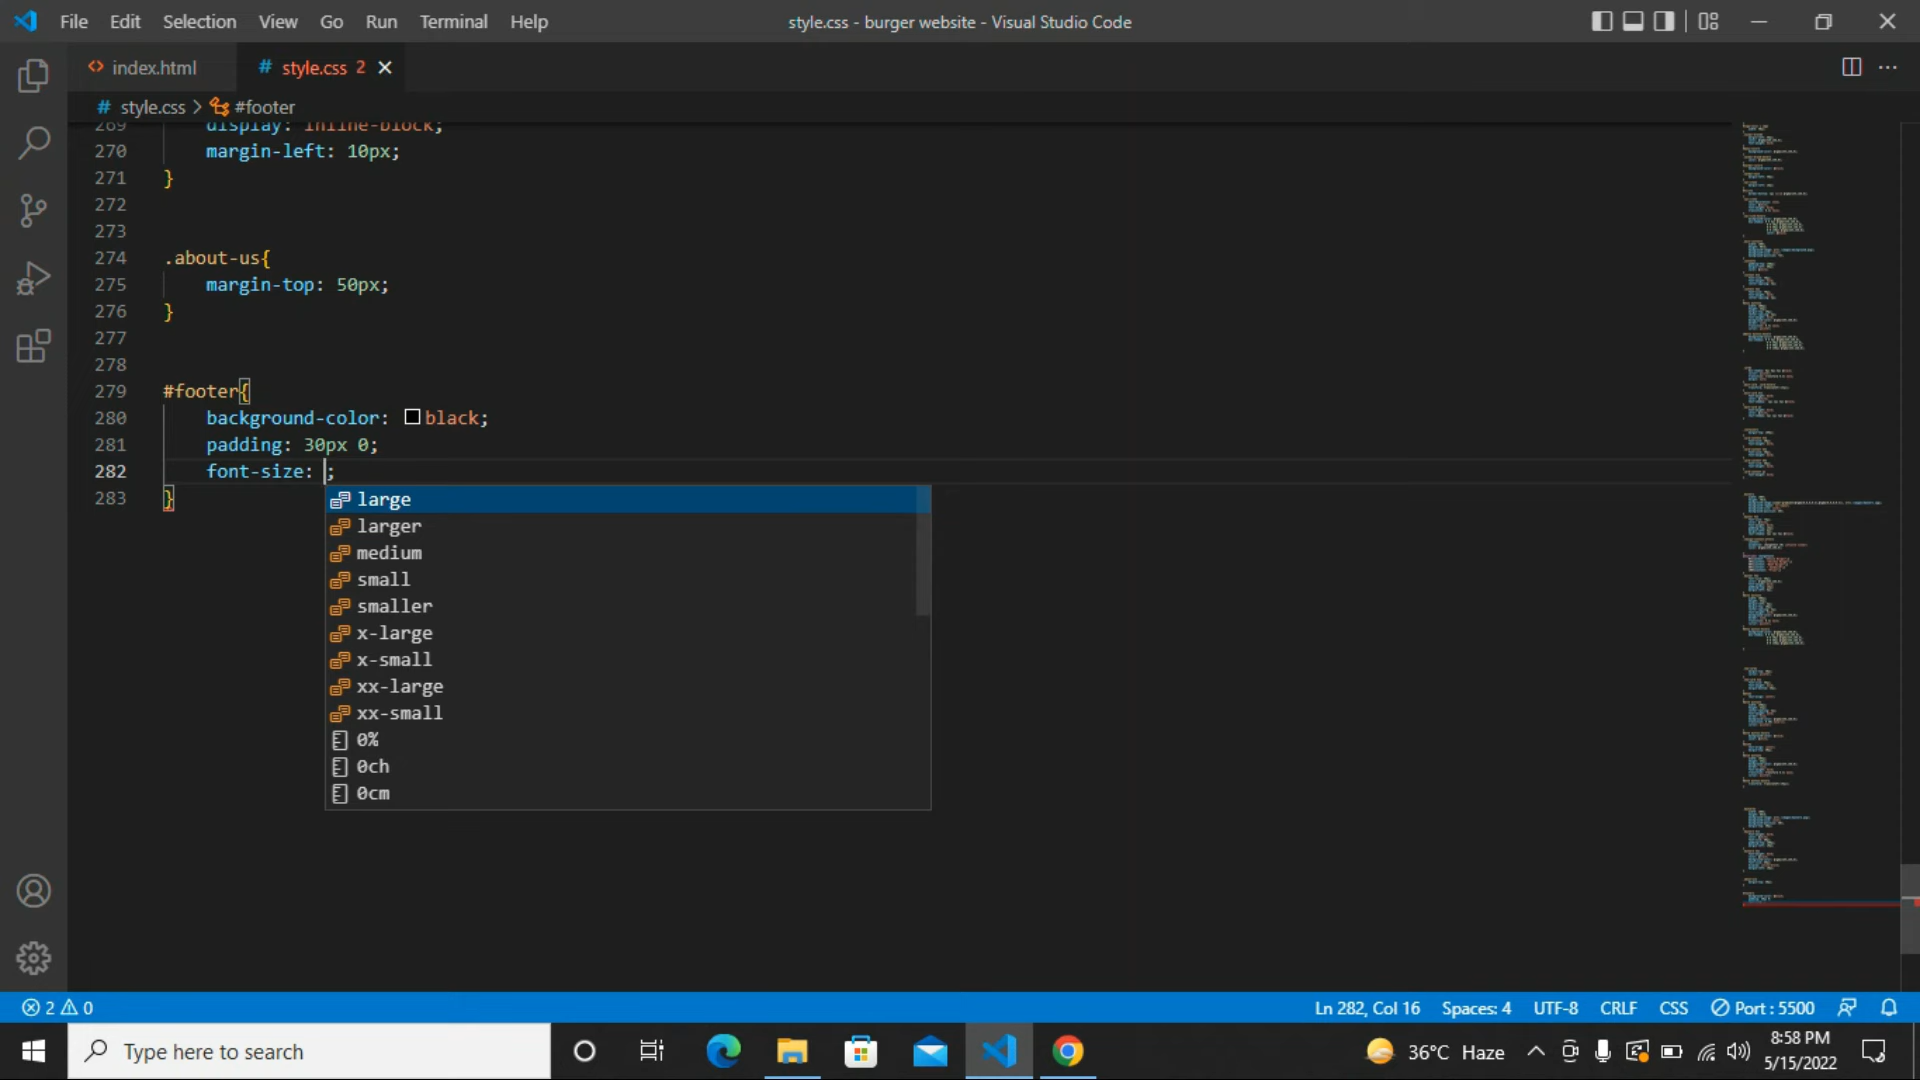 File Edit Selection View Go Run Terminal Help
style.css - burger website - Visual Studio Code
index.html
# style.css 2
# style.css > #footer
269 display: inline-block;
270 margin-left: 10px;
271 }
272
273
274 .about-us{
275 margin-top: 50px;
276 }
277
278
279 #footer{
280 background-color: black;
281 padding: 30px 0;
282 font-size: ;
283 }
large
larger
medium
small
smaller
x-large
x-small
xx-large
xx-small
0%
0ch
0cm
2 0
Ln 282, Col 16 Spaces: 4 UTF-8 CRLF CSS Port : 5500
Type here to search
36°C Haze
8:58 PM
5/15/2022